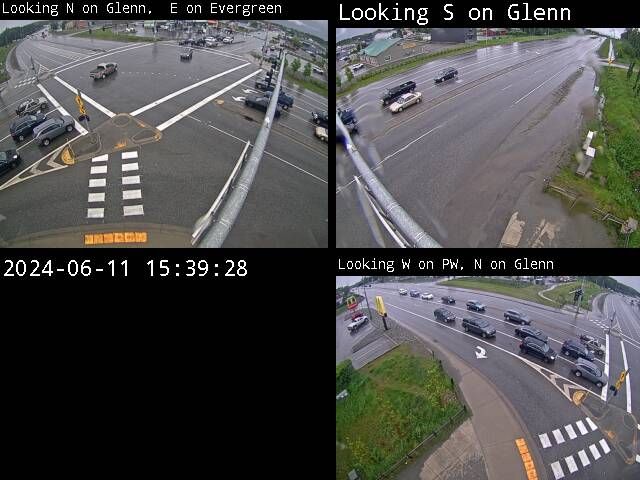 Looking N on Glenn,  E on Evergreen
Looking S on Glenn
2024-06-11 15:39:28
Looking W on PW, N on Glenn